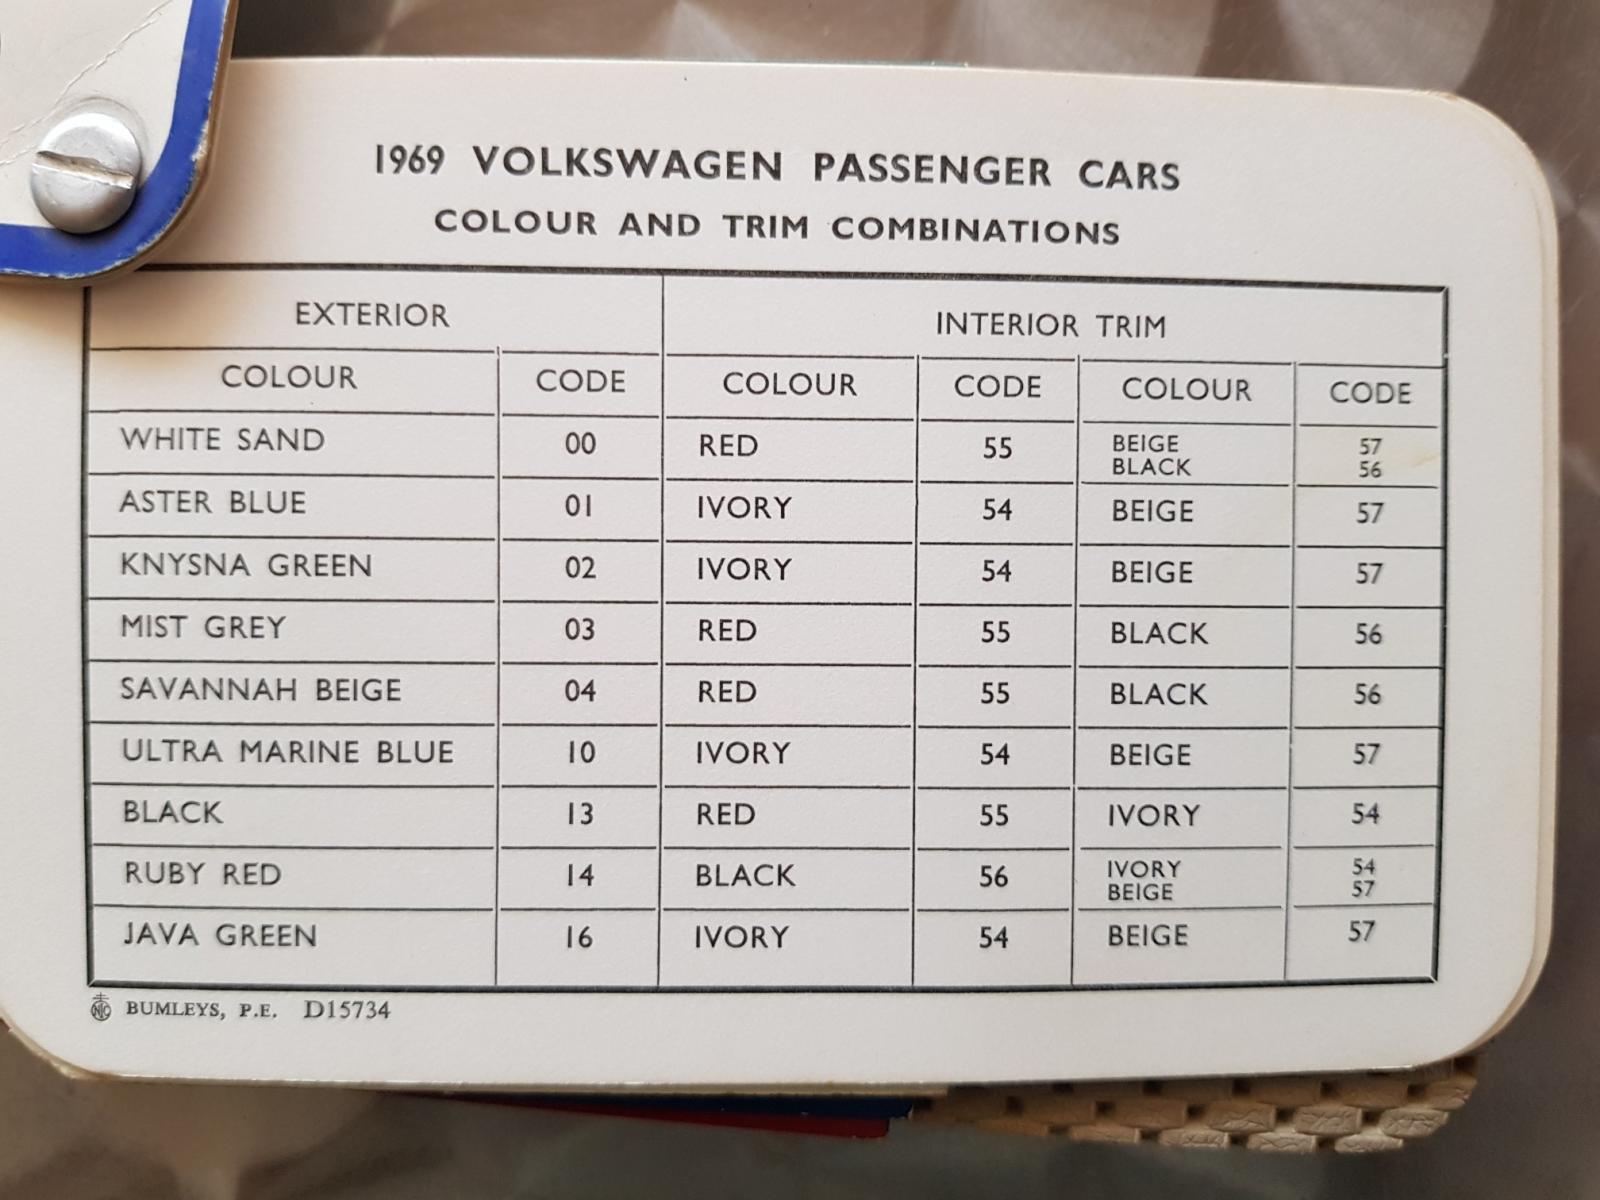 1969 VOLKSWAGEN PASSENGER CARS
COLOUR AND TRIM COMBINATIONS
EXTERIOR INTERIOR TRIM
COLOUR CODE COLOUR CODE COLOUR CODE
WHITE SAND 00 RED 55 BEIGE 57
BLACK 56
ASTER BLUE 01 IVORY 54 BEIGE 57
KNYSNA GREEN 02 IVORY 54 BEIGE 57
MIST GREY 03 RED 55 BLACK 56
SAVANNAH BEIGE 04 RED 55 BLACK 56
ULTRA MARINE BLUE 10 IVORY 54 BEIGE 57
BLACK 13 RED 55 IVORY 54
RUBY RED 14 BLACK 56 IVORY 54
BEIGE 57
JAVA GREEN 16 IVORY 54 BEIGE 57
BUMLEYS, P.E. D15734